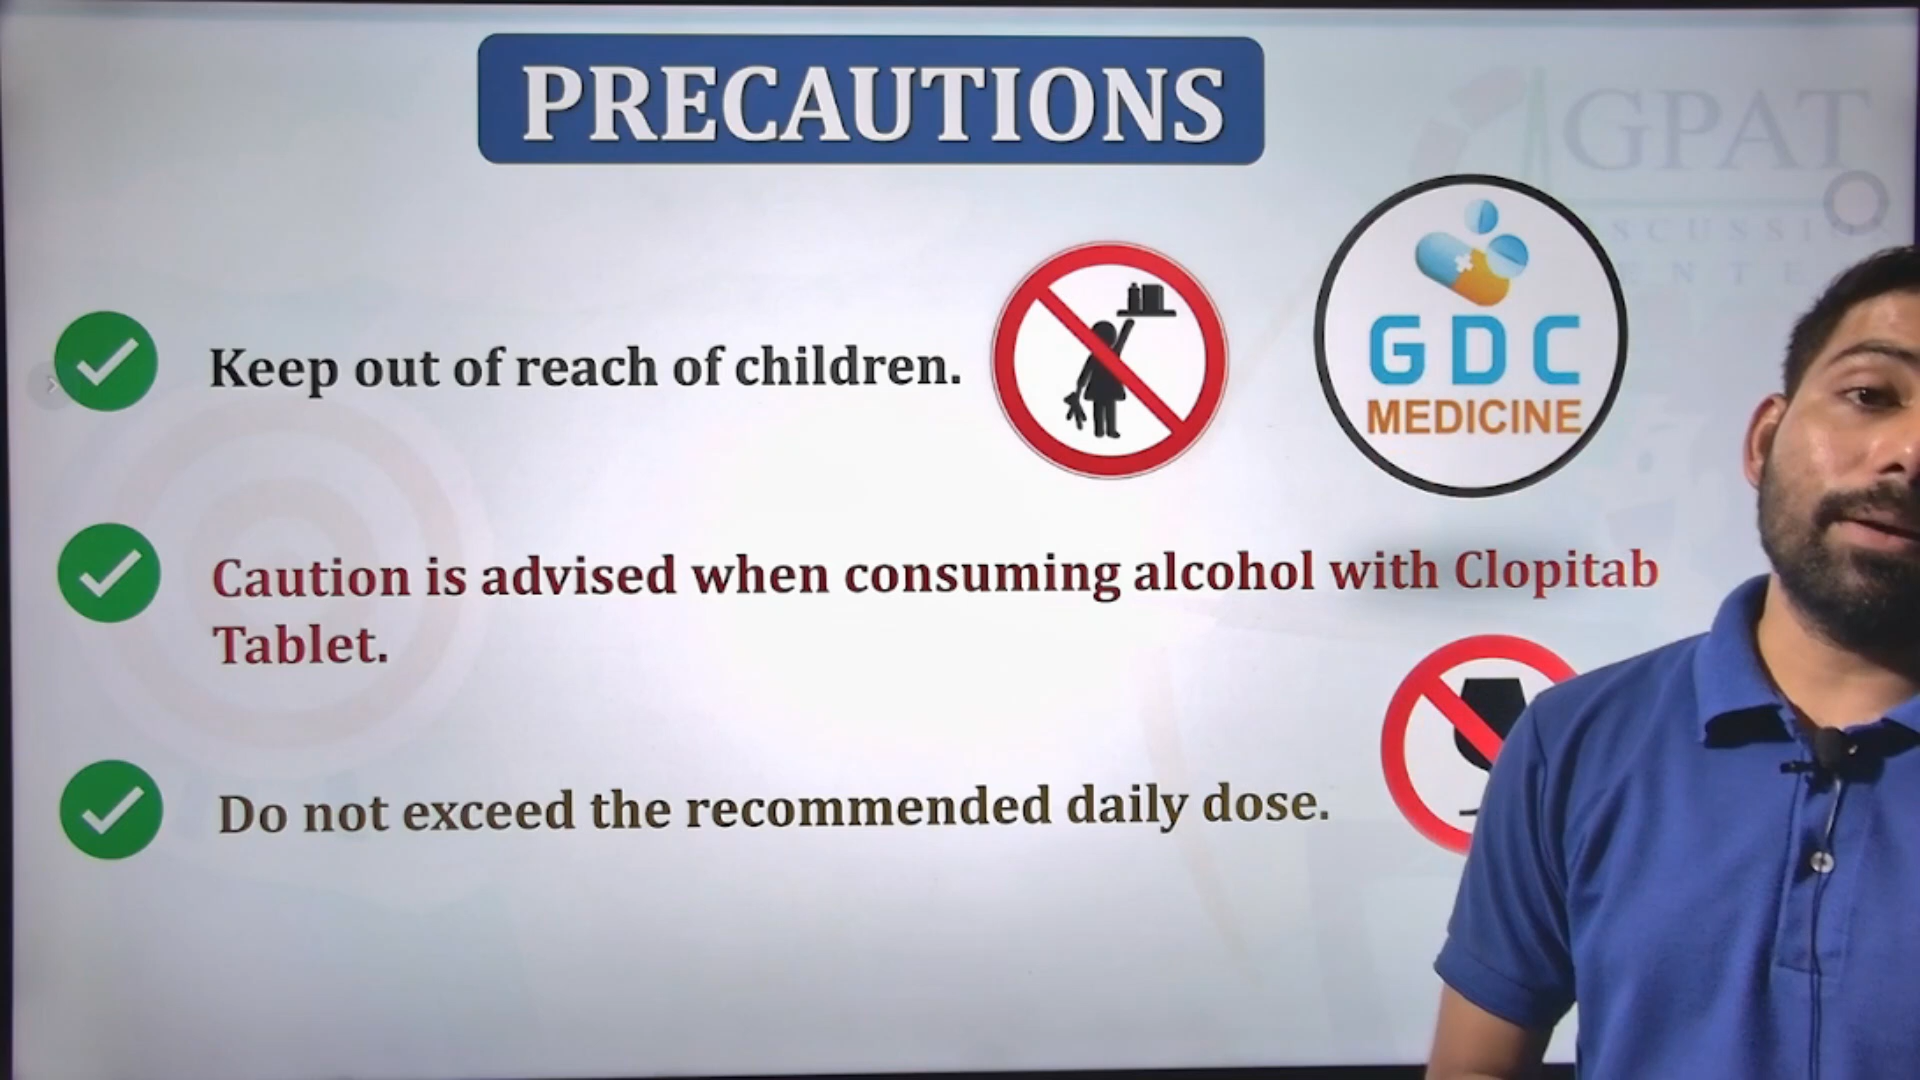 PRECAUTIONS
GPAT
Keep out of reach of children.
GDC
MEDICINE
Caution is advised when consuming alcohol with Clopitab
Tablet.
Do not exceed the recommended daily dose.